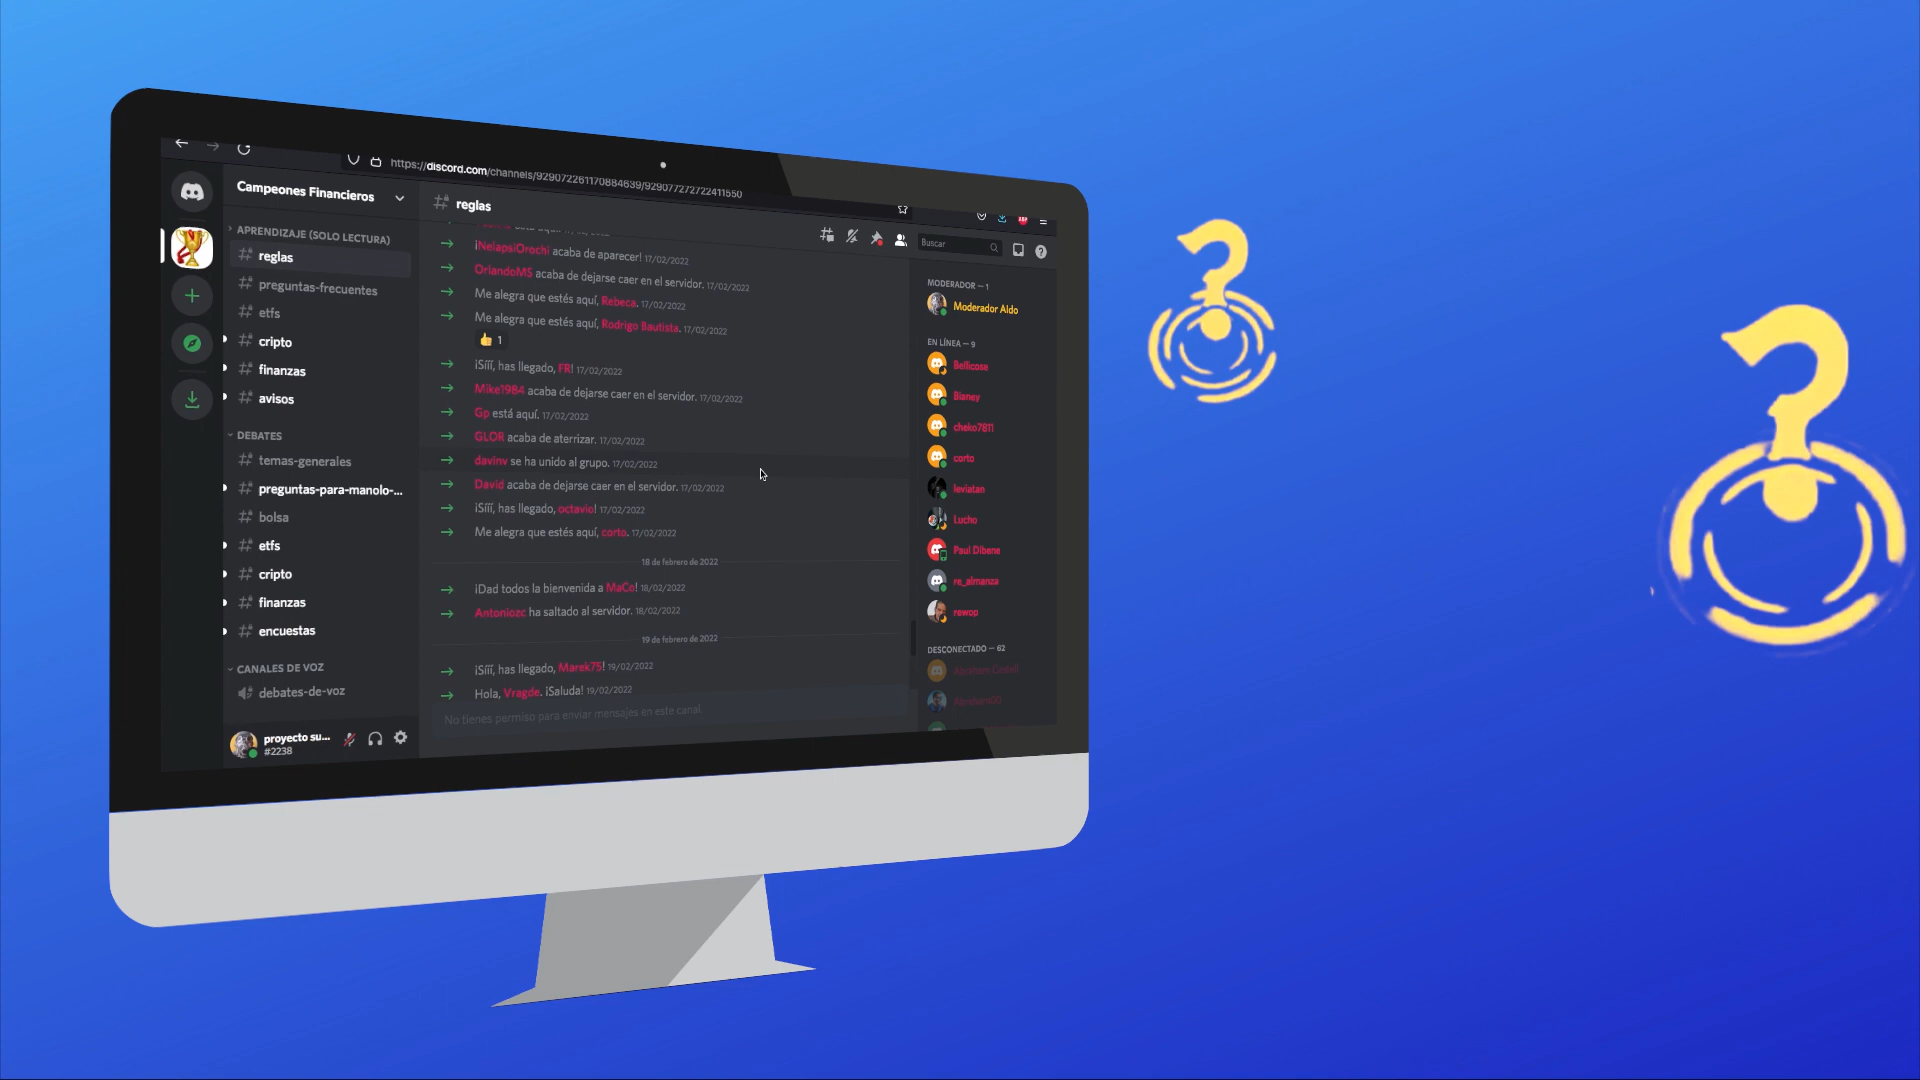 https://discord.com/channels/929072261170884639/929077272722411550
Campeones Financieros
APRENDIZAJE (SOLO LECTURA)
reglas
preguntas-frecuentes
etfs
cripto
finanzas
avisos
DEBATES
temas-generales
preguntas-para-manolo-...
bolsa
etfs
cripto
finanzas
encuestas
CANALES DE VOZ
debates-de-voz
proyecto su...
#2238
reglas
¡NelapsiOrochi acaba de aparecer! 17/02/2022
OrlandoMS acaba de dejarse caer en el servidor. 17/02/2022
Me alegra que estés aquí, Rebeca. 17/02/2022
Me alegra que estés aquí, Rodrigo Bautista. 17/02/2022
1
¡Sííí, has llegado, FR! 17/02/2022
Mike1984 acaba de dejarse caer en el servidor. 17/02/2022
Gp está aquí. 17/02/2022
GLOR acaba de aterrizar. 17/02/2022
davinv se ha unido al grupo. 17/02/2022
David acaba de dejarse caer en el servidor. 17/02/2022
¡Sííí, has llegado, octavio! 17/02/2022
Me alegra que estés aquí, corto. 17/02/2022
18 de febrero de 2022
¡Dad todos la bienvenida a MaCo! 18/02/2022
Antoniozc ha saltado al servidor. 18/02/2022
19 de febrero de 2022
¡Sííí, has llegado, Marek75! 19/02/2022
Hola, Vragde. ¡Saluda! 19/02/2022
No tienes permiso para enviar mensajes en este canal.
Buscar
MODERADOR — 1
Moderador Aldo
EN LÍNEA — 9
Bellicose
Bianey
cheko7811
corto
leviatan
Lucho
Paul Dibene
re_almanza
rewop
DESCONECTADO — 62